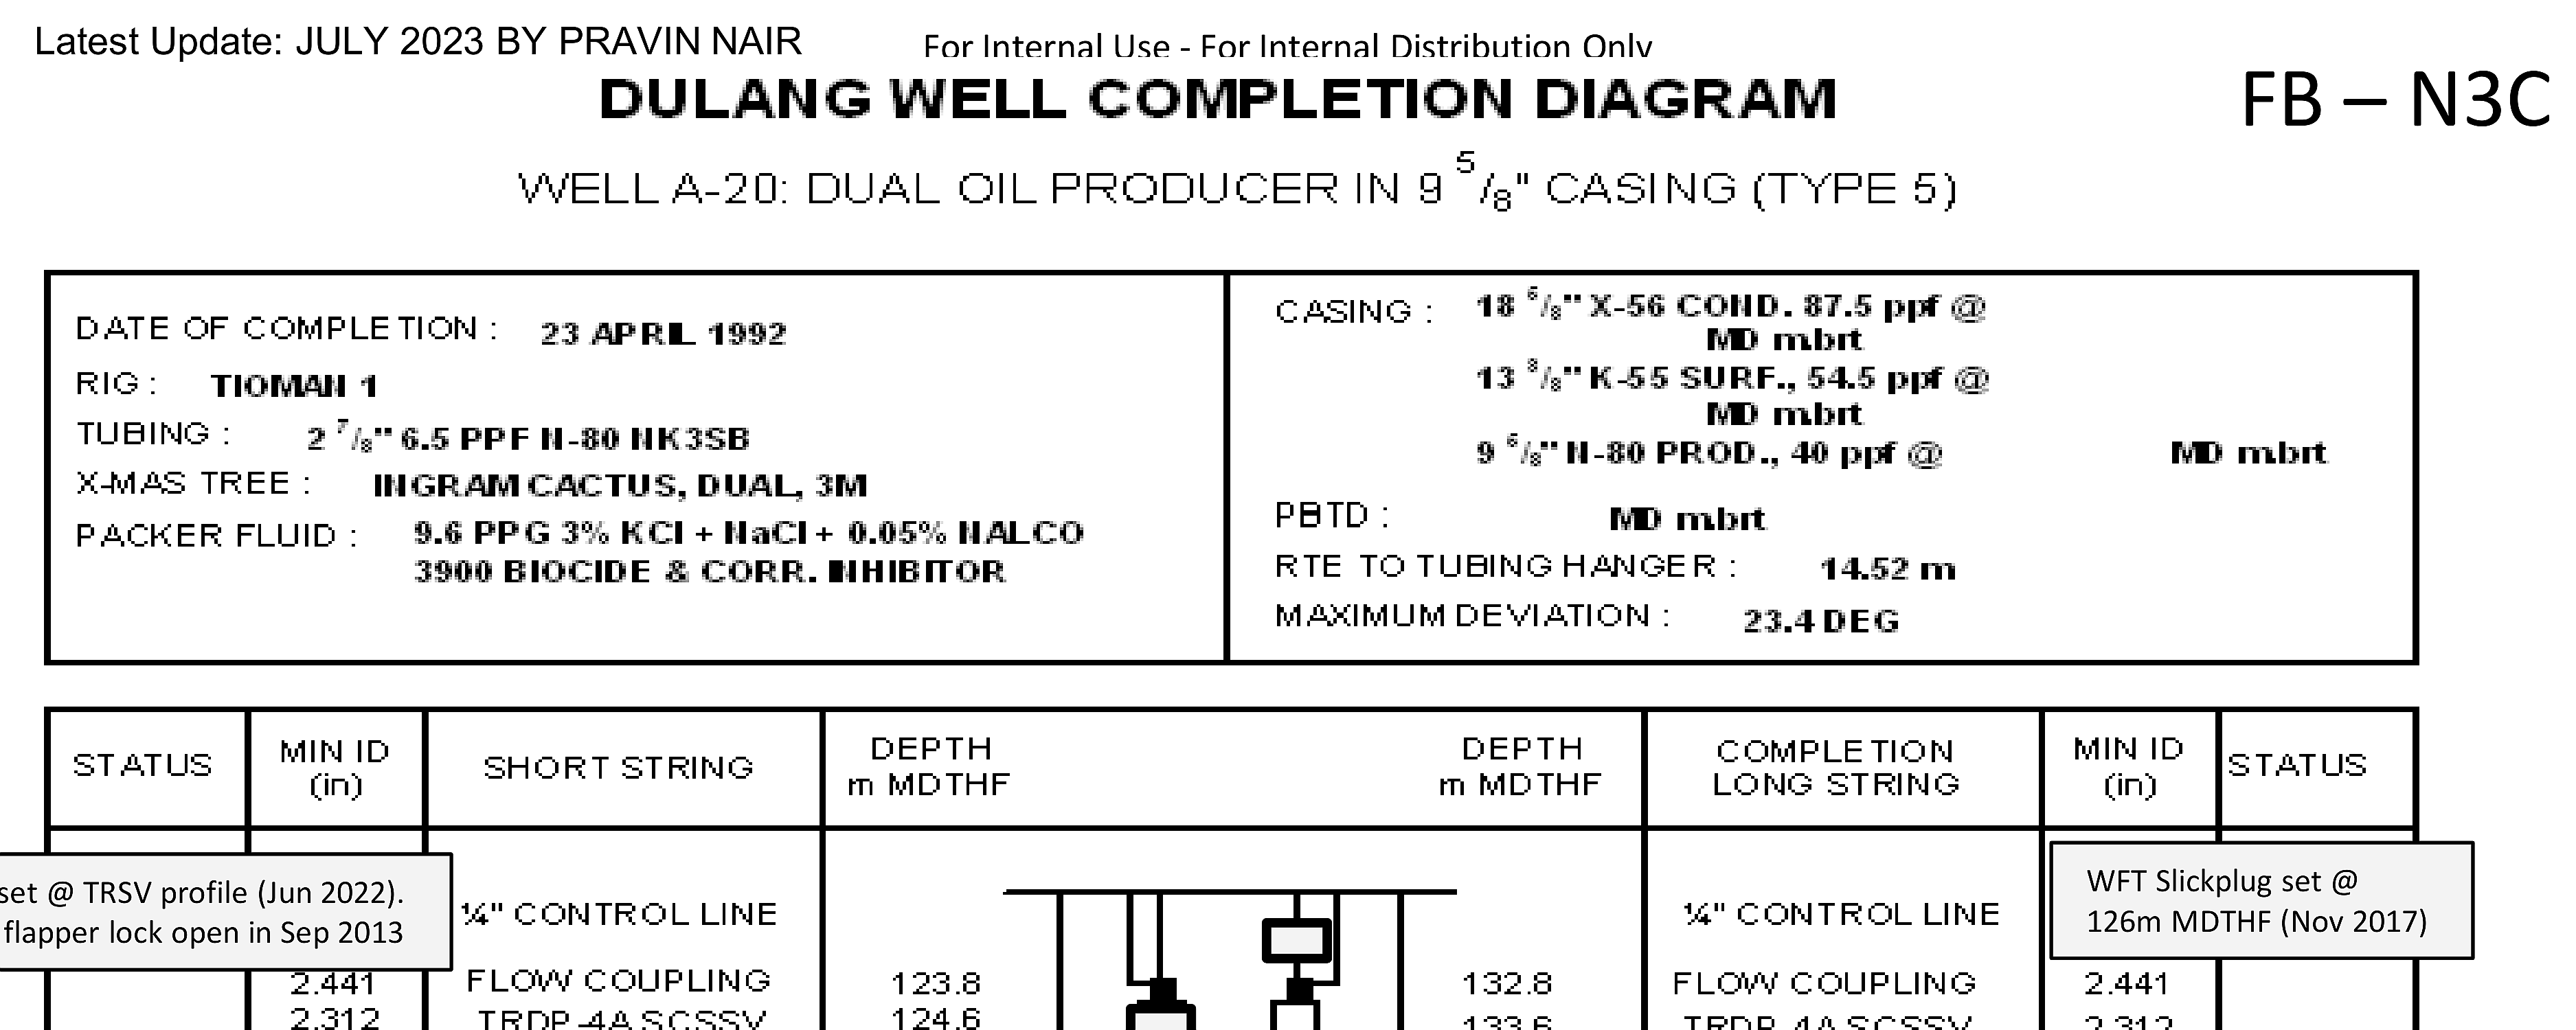 Latest Update: JULY 2023 BY PRAVIN NAIR
For Internal Use - For Internal Distribution Only
DULANG WELL COMPLETION DIAGRAM
FB – N3C
WELL A-20: DUAL OIL PRODUCER IN 9 5/8" CASING (TYPE 5)
DATE OF COMPLETION : 23 APRIL 1992
RIG : TIOMAN 1
TUBING : 2 7/8" 6.5 PPF N-80 NK3SB
X-MAS TREE : INGRAM CACTUS, DUAL, 3M
PACKER FLUID : 9.6 PPG 3% KCl + NaCl + 0.05% NALCO
3900 BIOCIDE & CORR. INHIBITOR
CASING : 18 5/8" X-56 COND. 87.5 ppf @
MD mbrt
13 3/8" K-55 SURF., 54.5 ppf @
MD mbrt
9 5/8" N-80 PROD., 40 ppf @ MD mbrt
PBTD : MD mbrt
RTE TO TUBING HANGER : 14.52 m
MAXIMUM DEVIATION : 23.4 DEG
STATUS
MIN ID
(in)
SHORT STRING
DEPTH
m MDTHF
DEPTH
m MDTHF
COMPLETION
LONG STRING
MIN ID
(in)
STATUS
set @ TRSV profile (Jun 2022).
flapper lock open in Sep 2013
¼" CONTROL LINE
¼" CONTROL LINE
WFT Slickplug set @
126m MDTHF (Nov 2017)
2.441 FLOW COUPLING 123.8 132.8 FLOW COUPLING 2.441
2.312 TRDP-4A SCSSV 124.6 133.6 TRDP-4A SCSSV 2.312